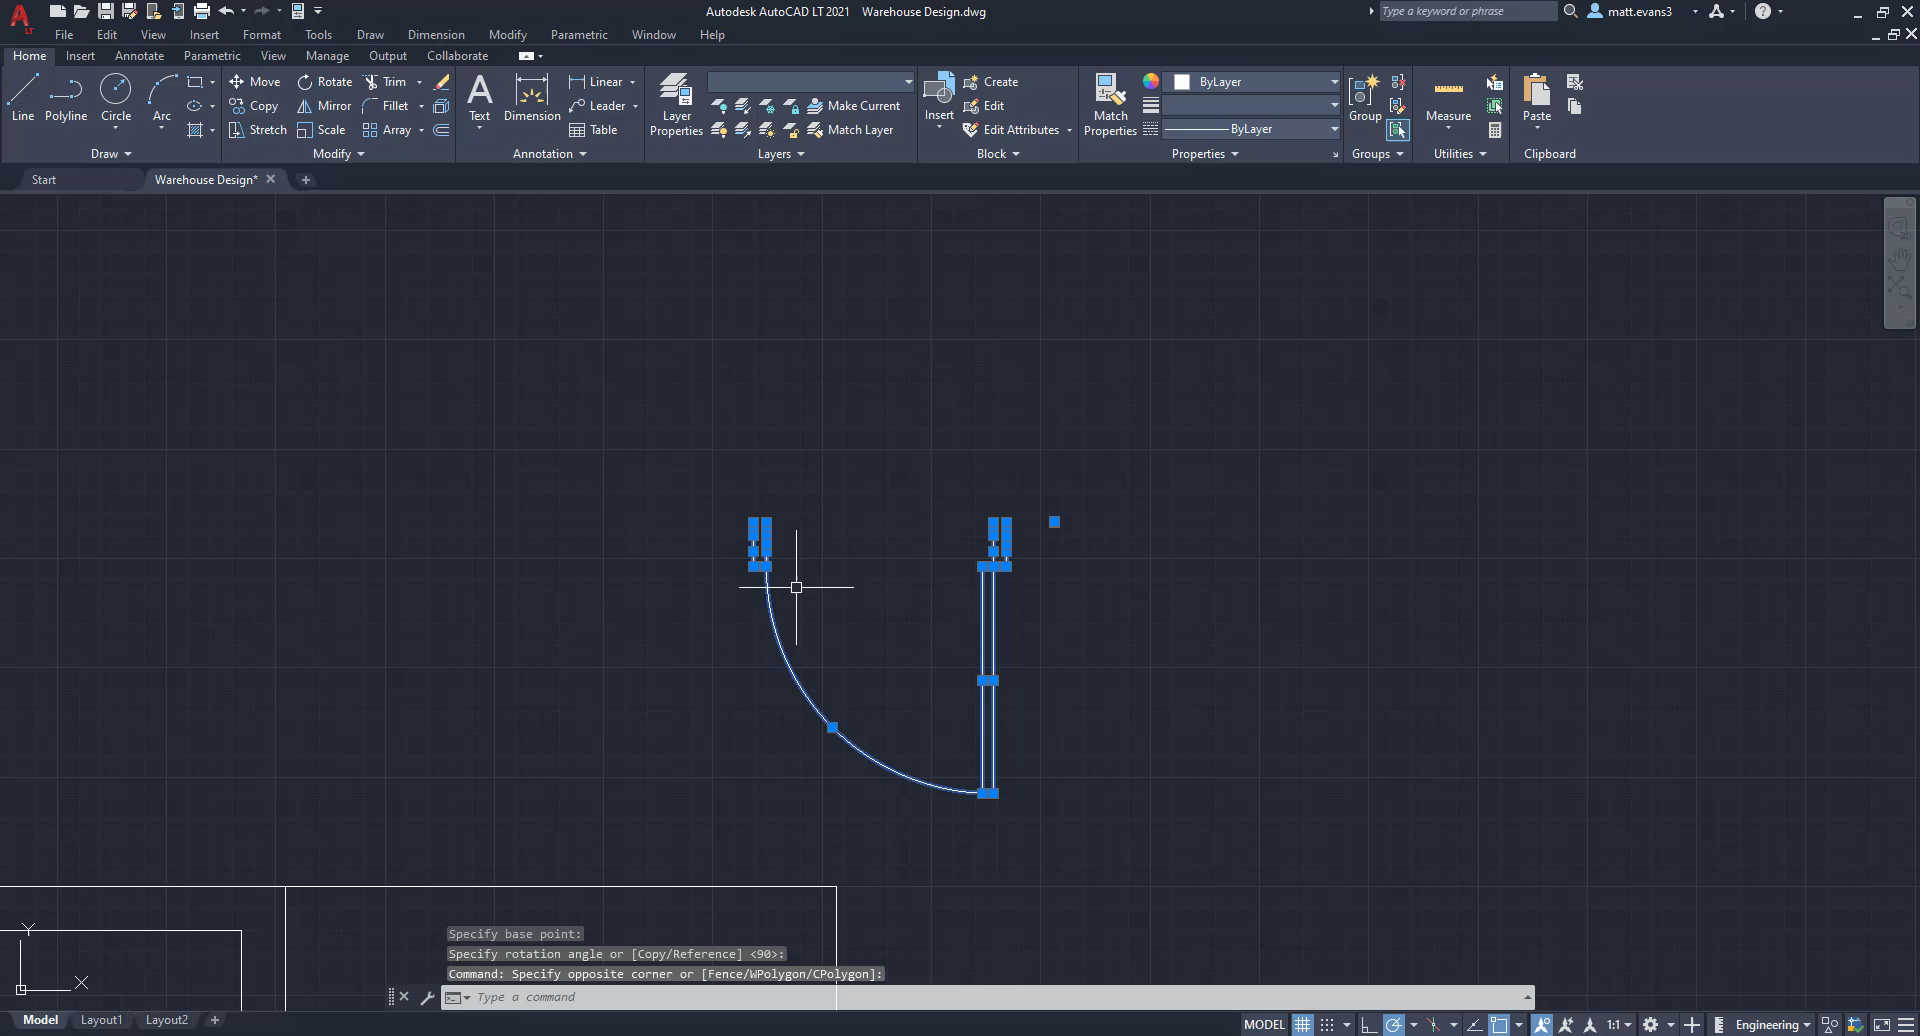 Autodesk AutoCAD LT 2021 Warehouse Design.dwg
Type a keyword or phrase
matt.evans3
LT
File Edit View Insert Format Tools Draw Dimension Modify Parametric Window Help
Home Insert Annotate Parametric View Manage Output Collaborate
Line Polyline Circle Arc
Move Rotate Trim
Copy Mirror Fillet
Stretch Scale Array
Text Dimension
Linear
Leader
Table
Layer Properties
Make Current
Match Layer
Insert
Create
Edit
Edit Attributes
Match Properties
ByLayer
ByLayer
Group
Measure
Paste
Draw Modify Annotation Layers Block Properties Groups Utilities Clipboard
Start Warehouse Design*
Specify base point:
Specify rotation angle or [Copy/Reference] <90>:
Command: Specify opposite corner or [Fence/WPolygon/CPolygon]:
Type a command
Y
X
Model Layout1 Layout2
MODEL 1:1 Engineering